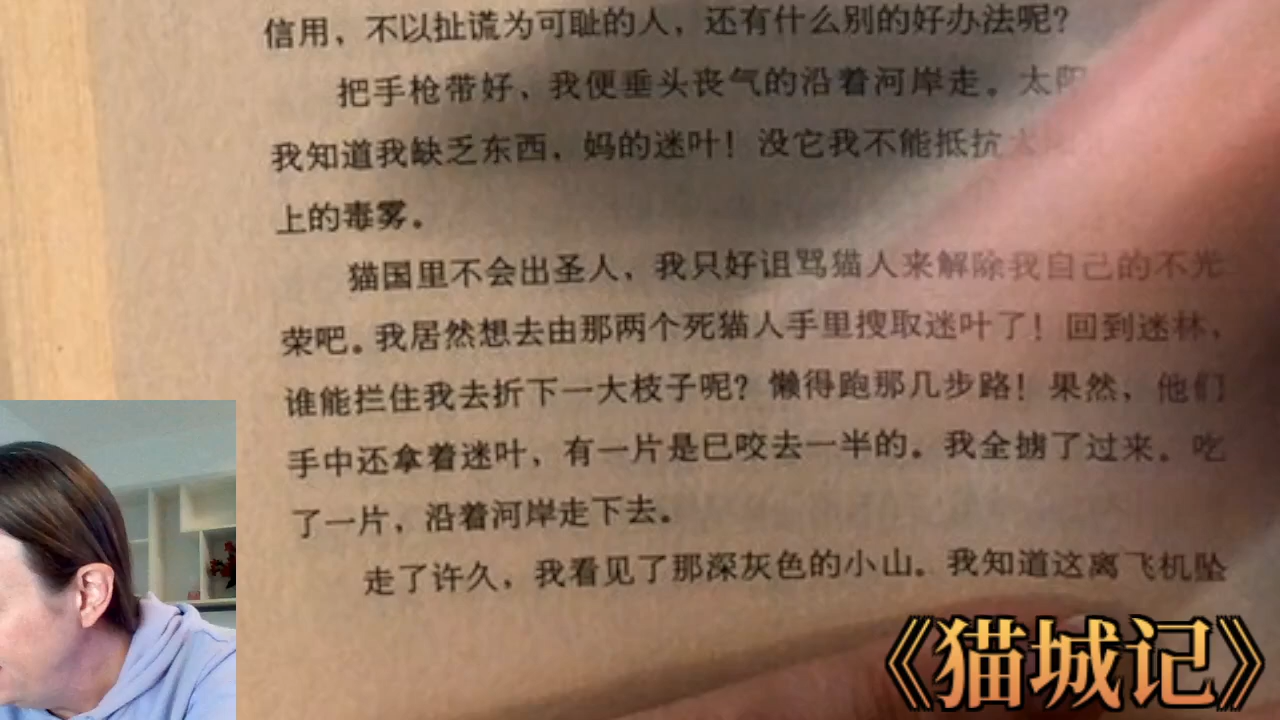 信用，不以扯谎为可耻的人，还有什么别的好办法呢？
把手枪带好，我便垂头丧气的沿着河岸走。太阳
我知道我缺乏东西，妈的迷叶！没它我不能抵抗太
上的毒雾。
猫国里不会出圣人，我只好诅骂猫人来解除我自己的不光
荣吧。我居然想去由那两个死猫人手里搜取迷叶了！回到迷林，
谁能拦住我去折下一大枝子呢？懒得跑那几步路！果然，他们
手中还拿着迷叶，有一片是已咬去一半的。我全掳了过来。吃
了一片，沿着河岸走下去。
走了许久，我看见了那深灰色的小山。我知道这离飞机坠
《猫城记》